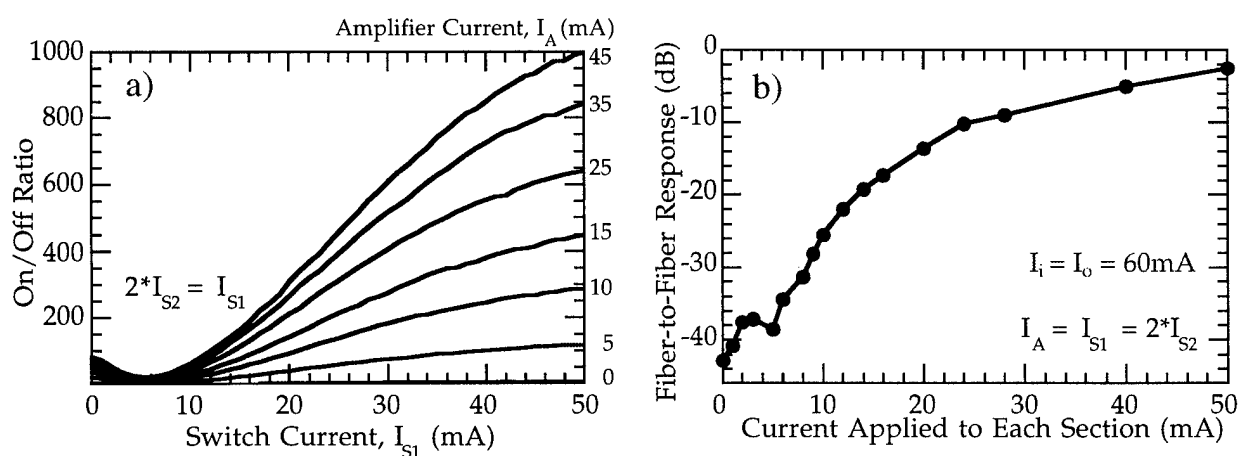 Amplifier Current, I_A (mA)
a)
On/Off Ratio
1000
800
600
400
200
45
35
25
15
10
5
0
2*I_S2 = I_S1
0 10 20 30 40 50
Switch Current, I_S1 (mA)
b)
Fiber-to-Fiber Response (dB)
0
-10
-20
-30
-40
I_i = I_o = 60mA
I_A = I_S1 = 2*I_S2
0 10 20 30 40 50
Current Applied to Each Section (mA)